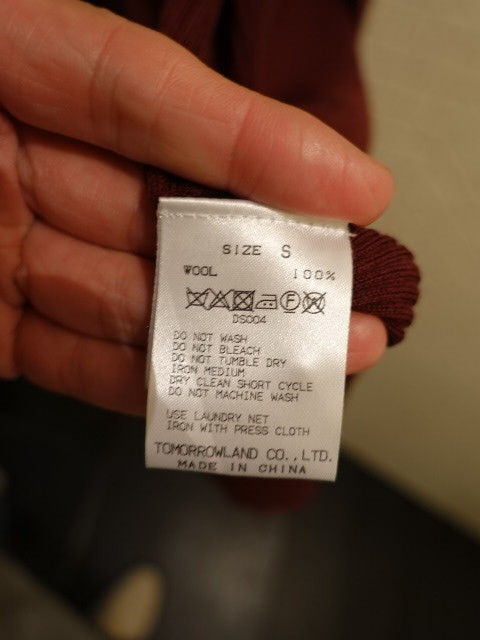 SIZE S
WOOL 100%
DS004
DO NOT WASH
DO NOT BLEACH
DO NOT TUMBLE DRY
IRON MEDIUM
DRY CLEAN SHORT CYCLE
DO NOT MACHINE WASH
USE LAUNDRY NET
IRON WITH PRESS CLOTH
TOMORROWLAND CO.,LTD.
MADE IN CHINA